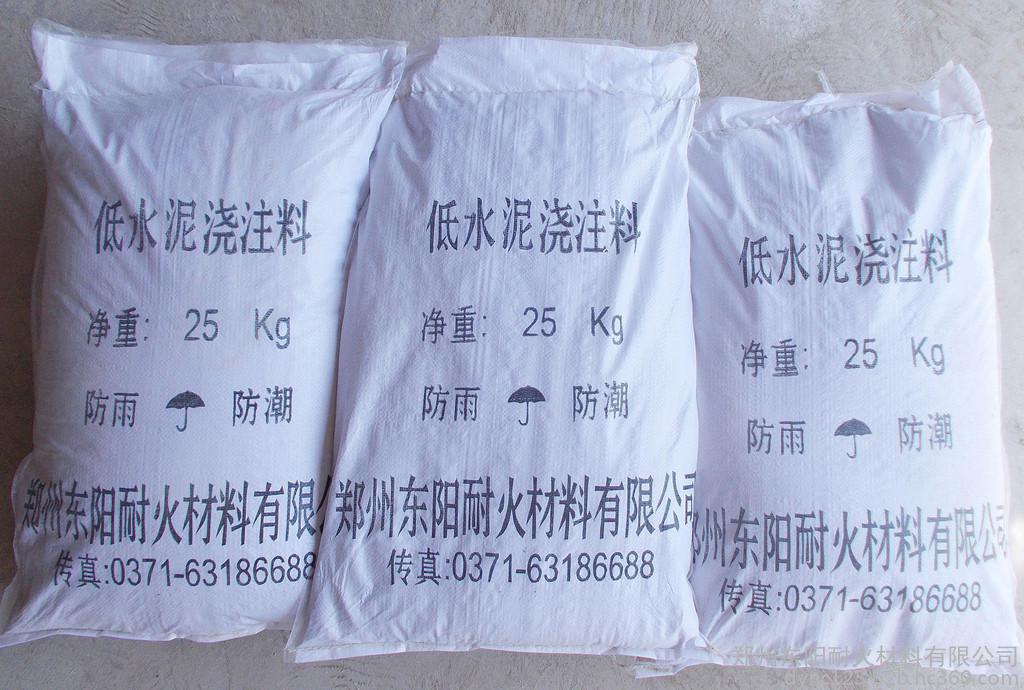 低水泥浇注料
净重: 25 Kg
防雨 防潮
郑州东阳耐火材料有限
传真:0371-63186688
低水泥浇注料
净重: 25 Kg
防雨 防潮
郑州东阳耐火材料有限公司
传真:0371-63186688
低水泥浇注料
净重: 25 Kg
防雨 防潮
州东阳耐火材料有限公司
传真:0371-63186688
郑州东阳耐火材料有限公司